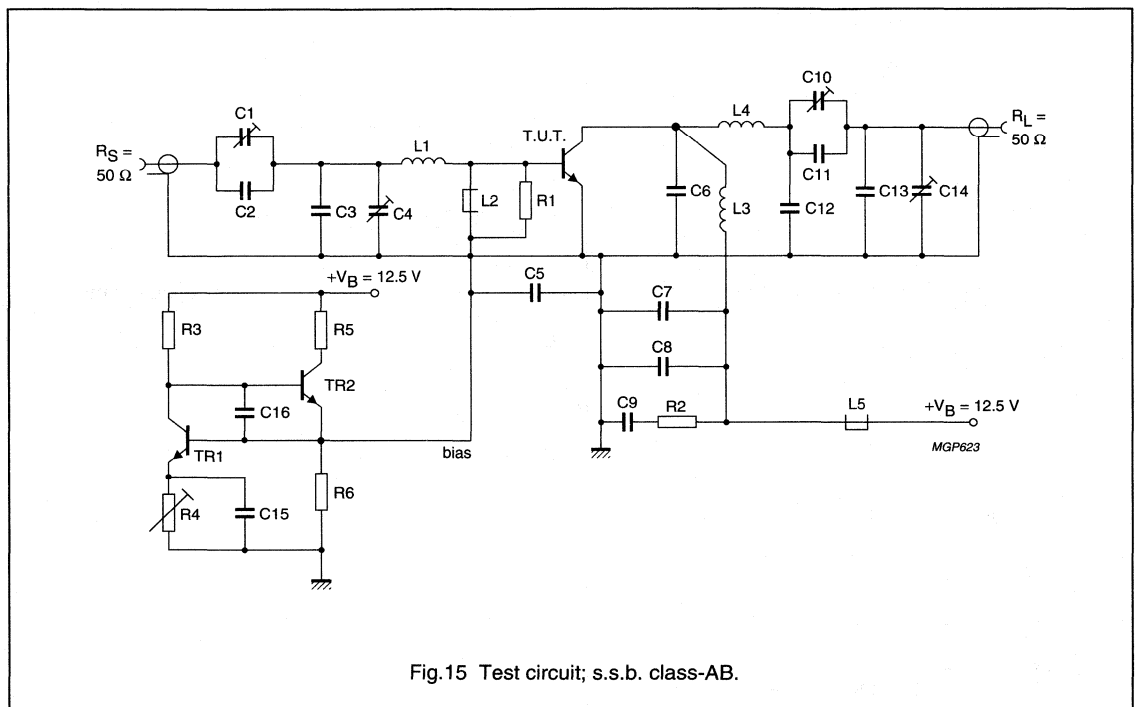 C10
C1
L4
R_L =
50 Ω
T.U.T.
L1
R_S =
50 Ω
C11
C2
C3
C4
L2
R1
C6
L3
C12
C13
C14
+V_B = 12.5 V
C5
C7
R3
R5
C8
TR2
C16
C9
R2
L5
+V_B = 12.5 V
MGP623
TR1
bias
R4
C15
R6
Fig.15 Test circuit; s.s.b. class-AB.